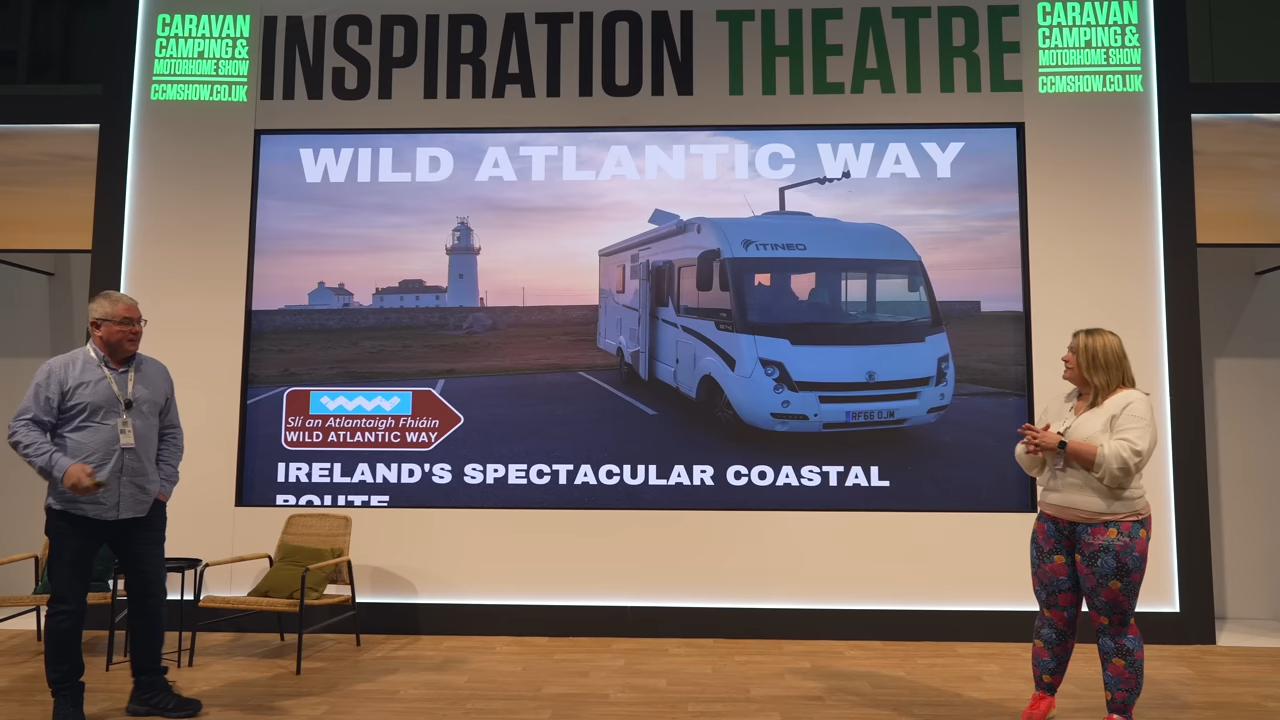 CARAVAN
CAMPING &
MOTORHOME SHOW
CCMSHOW.CO.UK
INSPIRATION THEATRE
CARAVAN
CAMPING &
MOTORHOME SHOW
CCMSHOW.CO.UK
WILD ATLANTIC WAY
ITINEO
RF66 OJM
Slí an Atlantaigh Fhiáin
WILD ATLANTIC WAY
IRELAND'S SPECTACULAR COASTAL
ROUTE